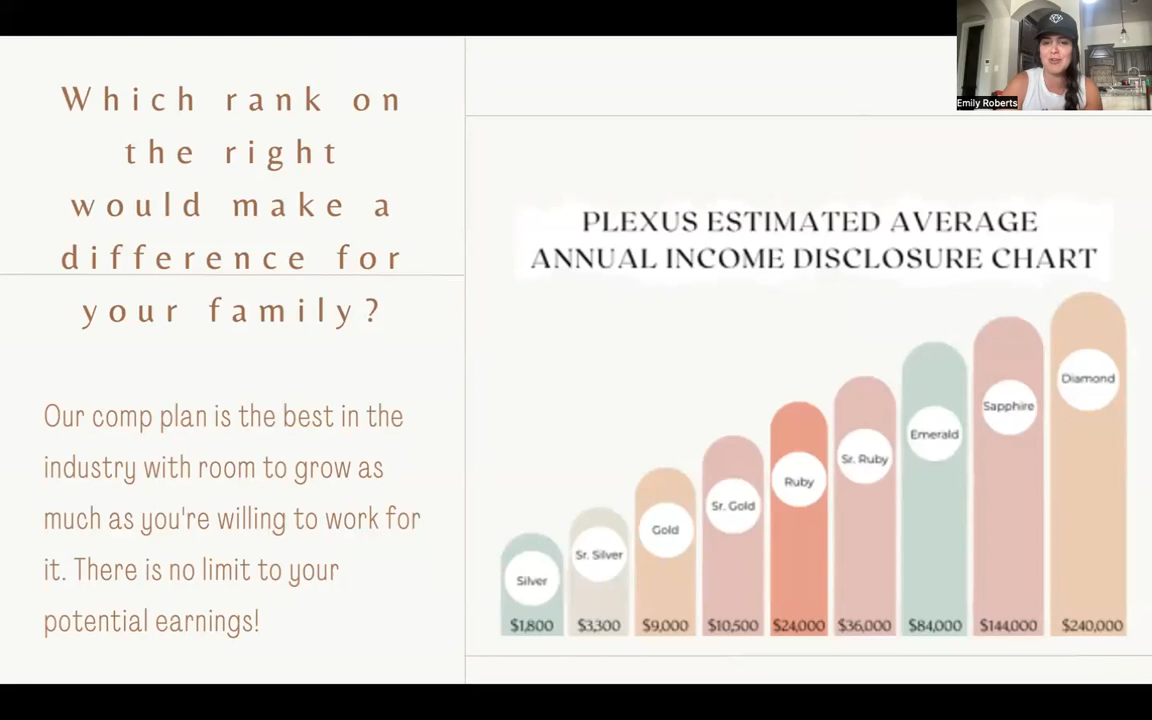 Which rank on
the right
would make a
difference for
your family?
Our comp plan is the best in the
industry with room to grow as
much as you're willing to work for
it. There is no limit to your
potential earnings!
Emily Roberts
PLEXUS ESTIMATED AVERAGE
ANNUAL INCOME DISCLOSURE CHART
Silver
Sr. Silver
Gold
Sr. Gold
Ruby
Sr. Ruby
Emerald
Sapphire
Diamond
$1,800
$3,300
$9,000
$10,500
$24,000
$36,000
$84,000
$144,000
$240,000